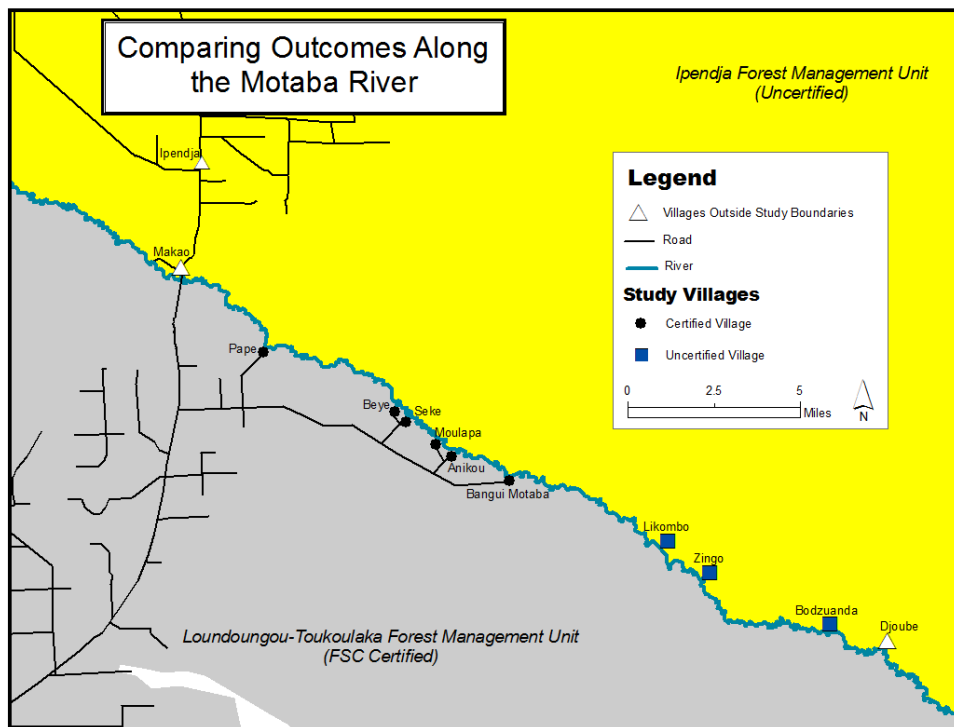 Comparing Outcomes Along
the Motaba River
Ipendja Forest Management Unit
(Uncertified)
Ipendja
Legend
Villages Outside Study Boundaries
Road
River
Study Villages
Certified Village
Uncertified Village
0 2.5 5
Miles
N
Makao
Pape
Beye
Seke
Moulapa
Anikou
Bangui Motaba
Likombo
Zingo
Bodzuanda
Djoube
Loundoungou-Toukoulaka Forest Management Unit
(FSC Certified)